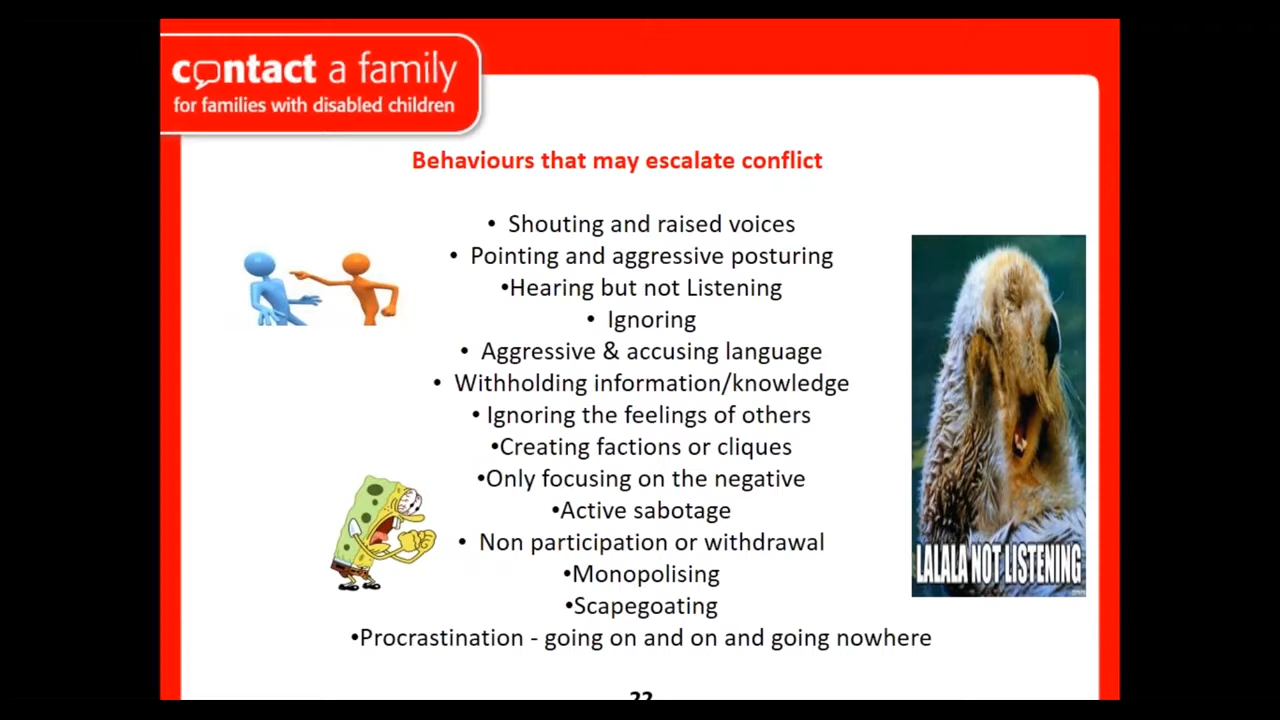 contact a family
for families with disabled children
Behaviours that may escalate conflict
• Shouting and raised voices
• Pointing and aggressive posturing
•Hearing but not Listening
• Ignoring
• Aggressive & accusing language
• Withholding information/knowledge
• Ignoring the feelings of others
•Creating factions or cliques
•Only focusing on the negative
•Active sabotage
• Non participation or withdrawal
•Monopolising
•Scapegoating
•Procrastination - going on and on and going nowhere
LALALA NOT LISTENING
22